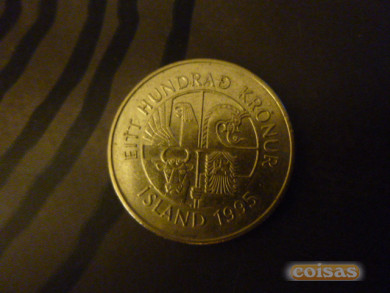 EITT HUNDRAÐ KRÓNUR
ÍSLAND 1995
coisas